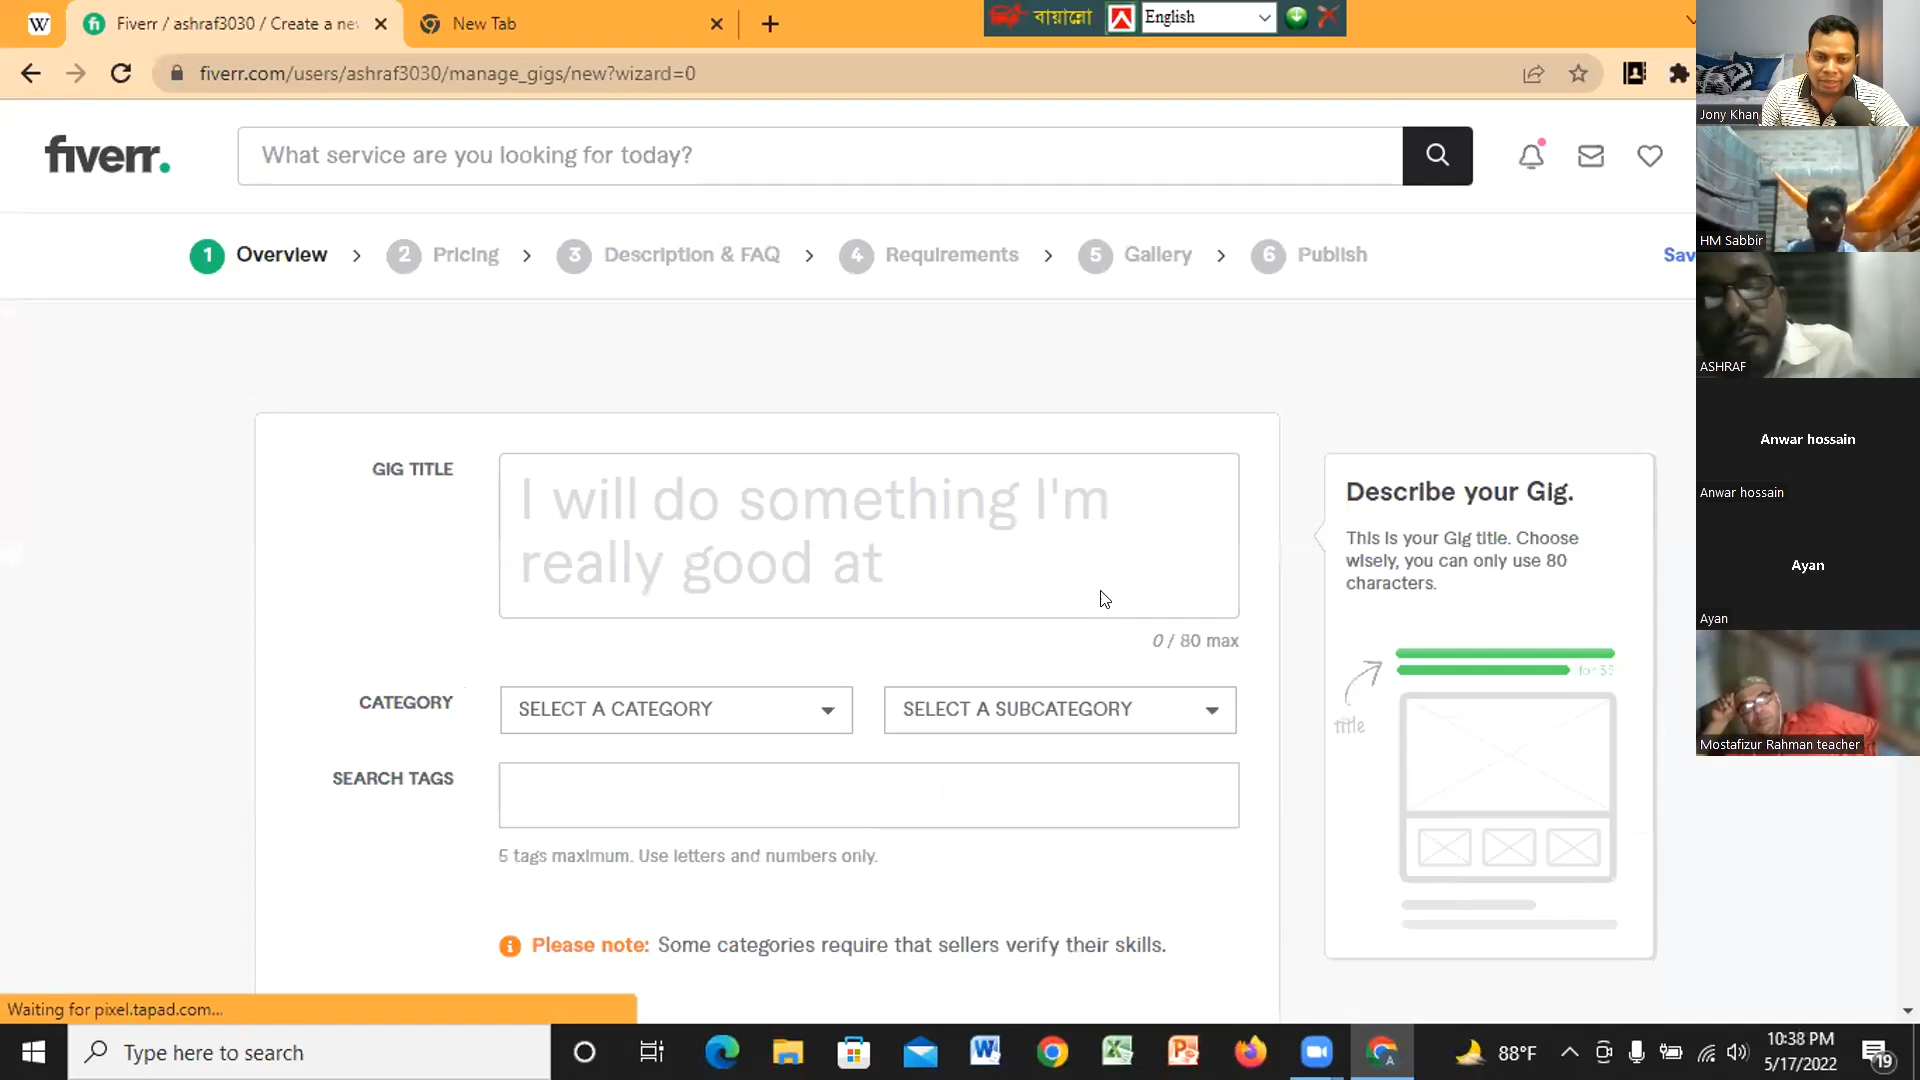 Fiverr / ashraf3030 / Create a ne
New Tab
বায়ান্নো
English
fiverr.com/users/ashraf3030/manage_gigs/new?wizard=0
fiverr.
What service are you looking for today?
1 Overview
2 Pricing
3 Description & FAQ
4 Requirements
5 Gallery
6 Publish
Sav
GIG TITLE
I will do something I'm
really good at
0 / 80 max
CATEGORY
SELECT A CATEGORY
SELECT A SUBCATEGORY
SEARCH TAGS
5 tags maximum. Use letters and numbers only.
Please note: Some categories require that sellers verify their skills.
Describe your Gig.
This is your Gig title. Choose
wisely, you can only use 80
characters.
for $5
title
Jony Khan
HM Sabbir
ASHRAF
Anwar hossain
Anwar hossain
Ayan
Ayan
Mostafizur Rahman teacher
Waiting for pixel.tapad.com...
Type here to search
88°F
10:38 PM
5/17/2022
19